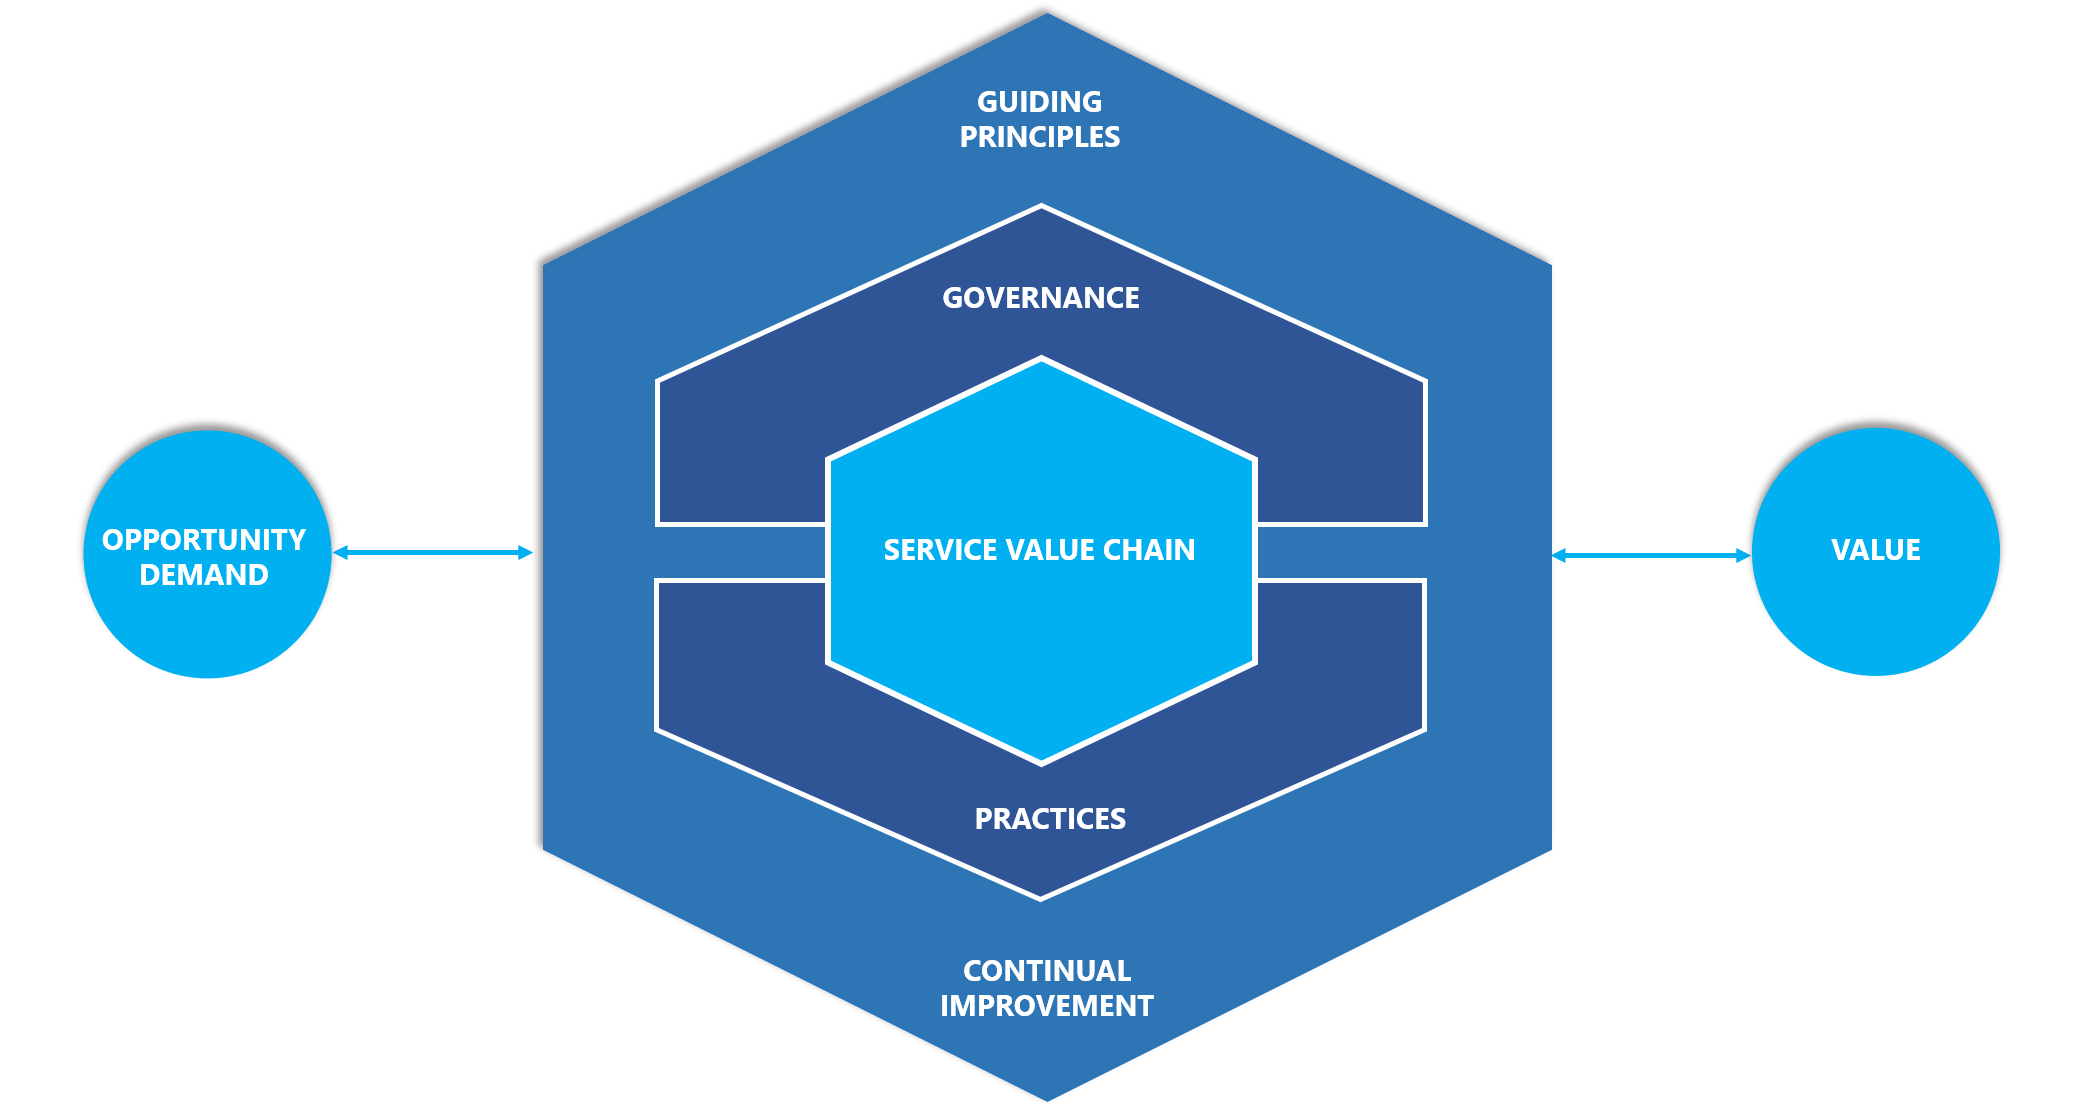 GUIDING
PRINCIPLES
GOVERNANCE
OPPORTUNITY
DEMAND
SERVICE VALUE CHAIN
VALUE
PRACTICES
CONTINUAL
IMPROVEMENT